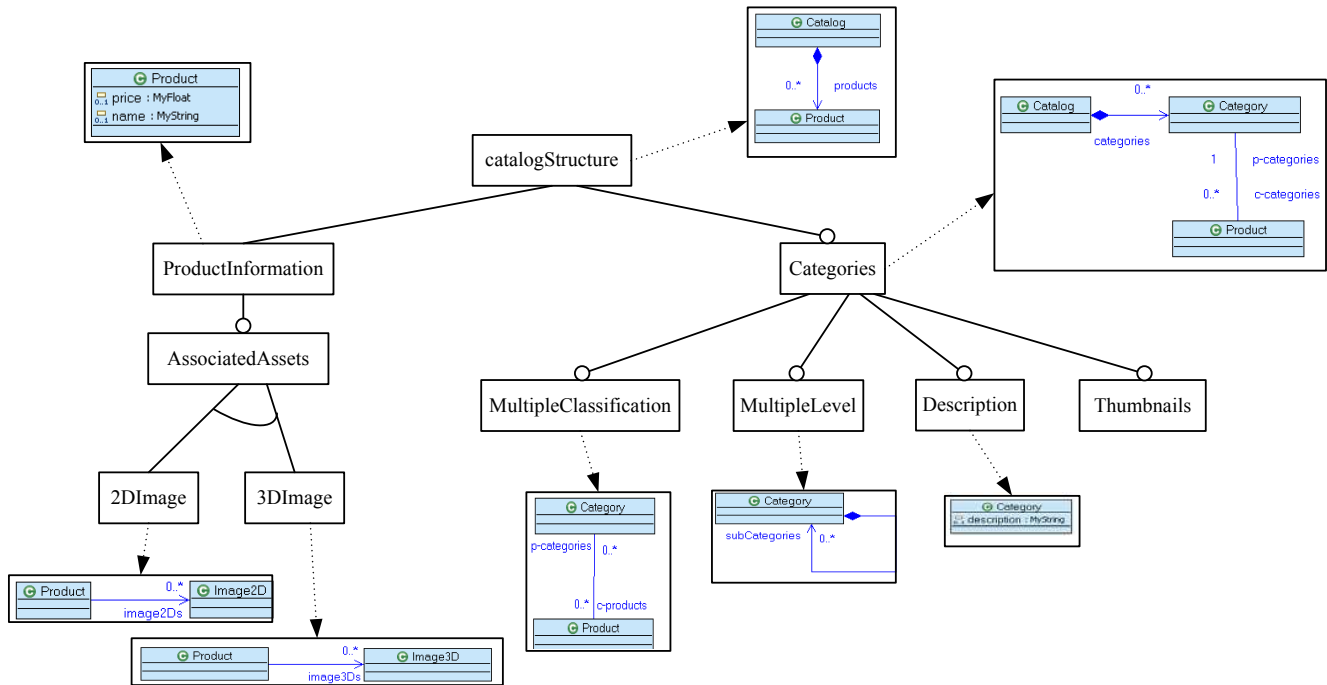 Catalog
0..* products
Product
Product
0..1 price : MyFloat
0..1 name : MyString
catalogStructure
Catalog
0..*
Category
categories
1 p-categories
0..* c-categories
Product
ProductInformation
Categories
AssociatedAssets
MultipleClassification
MultipleLevel
Description
Thumbnails
2DImage
3DImage
Category
p-categories 0..*
0..* c-products
Product
Category
subCategories 0..*
Category
0..1 description : MyString
Product
0..*
Image2D
image2Ds
Product
0..*
Image3D
image3Ds